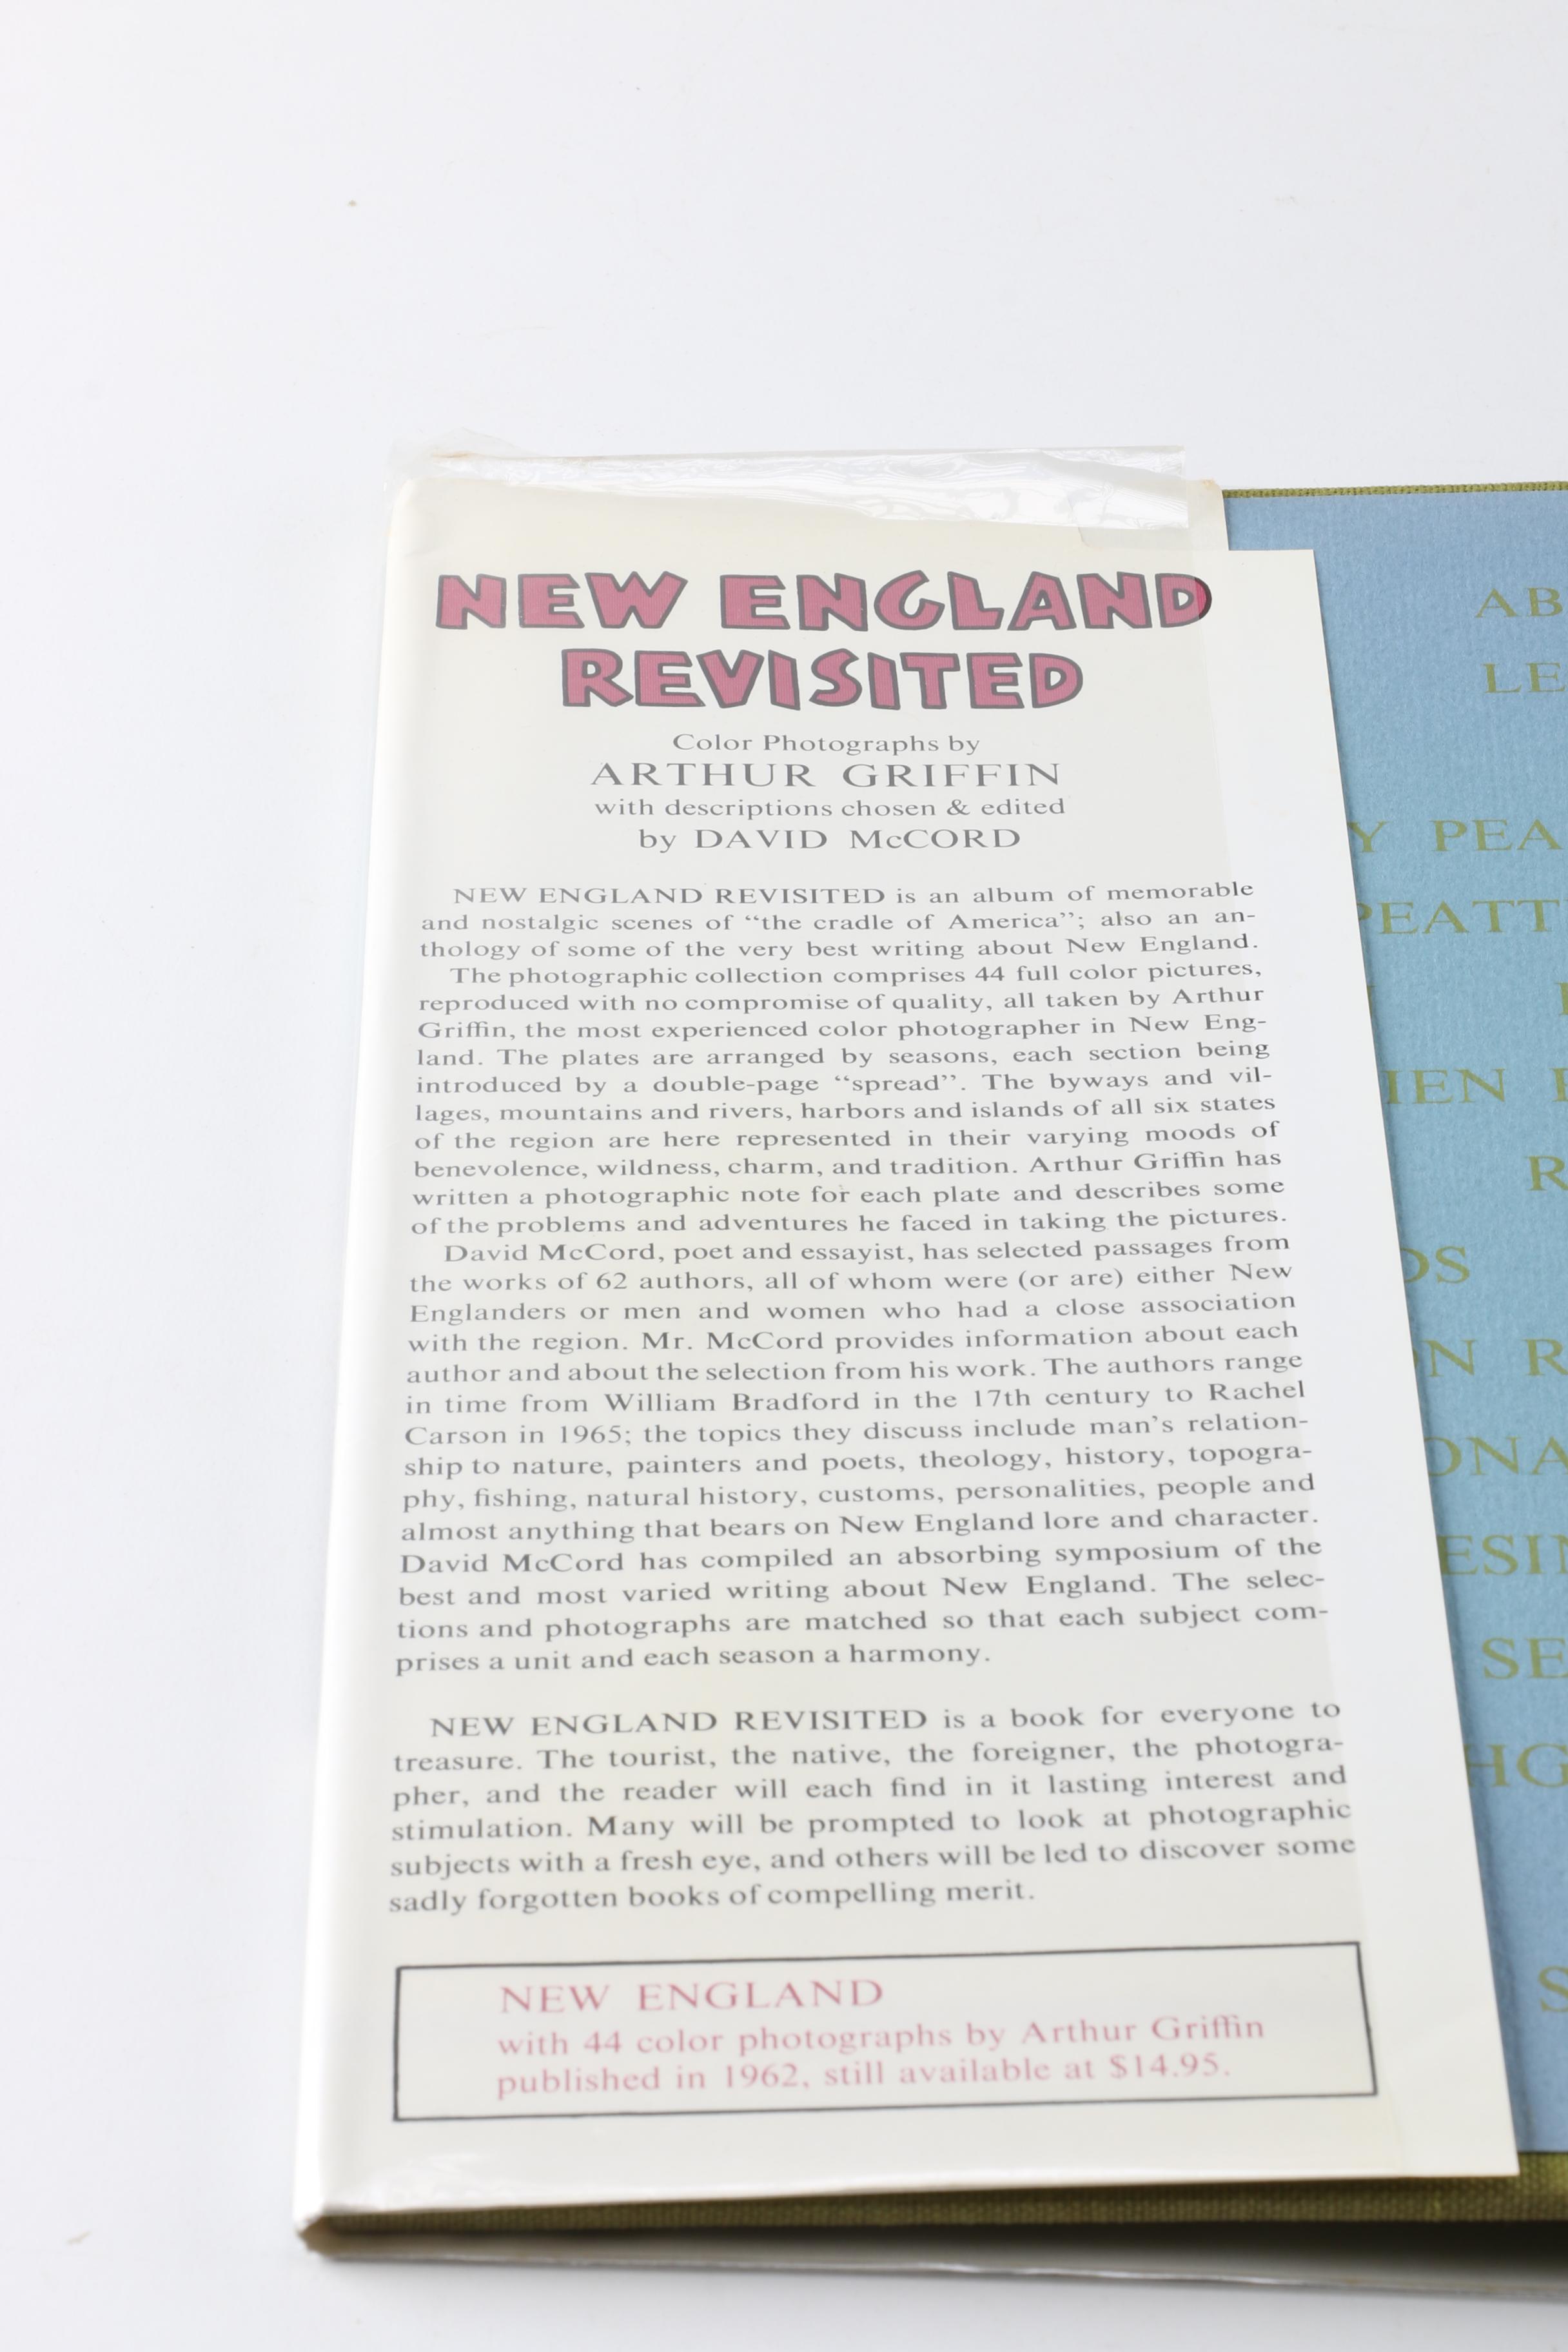 NEW ENGLAND
REVISITED
Color Photographs by
ARTHUR GRIFFIN
with descriptions chosen & edited
by DAVID McCORD
NEW ENGLAND REVISITED is an album of memorable
and nostalgic scenes of “the cradle of America”; also an an-
thology of some of the very best writing about New England.
The photographic collection comprises 44 full color pictures,
reproduced with no compromise of quality, all taken by Arthur
Griffin, the most experienced color photographer in New Eng-
land. The plates are arranged by seasons, each section being
introduced by a double-page “spread”. The byways and vil-
lages, mountains and rivers, harbors and islands of all six states
of the region are here represented in their varying moods of
benevolence, wildness, charm, and tradition. Arthur Griffin has
written a photographic note for each plate and describes some
of the problems and adventures he faced in taking the pictures.
David McCord, poet and essayist, has selected passages from
the works of 62 authors, all of whom were (or are) either New
Englanders or men and women who had a close association
with the region. Mr. McCord provides information about each
author and about the selection from his work. The authors range
in time from William Bradford in the 17th century to Rachel
Carson in 1965; the topics they discuss include man’s relation-
ship to nature, painters and poets, theology, history, topogra-
phy, fishing, natural history, customs, personalities, people and
almost anything that bears on New England lore and character.
David McCord has compiled an absorbing symposium of the
best and most varied writing about New England. The selec-
tions and photographs are matched so that each subject com-
prises a unit and each season a harmony.
NEW ENGLAND REVISITED is a book for everyone to
treasure. The tourist, the native, the foreigner, the photogra-
pher, and the reader will each find in it lasting interest and
stimulation. Many will be prompted to look at photographic
subjects with a fresh eye, and others will be led to discover some
sadly forgotten books of compelling merit.
NEW ENGLAND
with 44 color photographs by Arthur Griffin
published in 1962, still available at $14.95.
AB
LE
Y PEA
PEATT
IEN
R
OS
ON R
ONA
ESIN
SE
HG
S